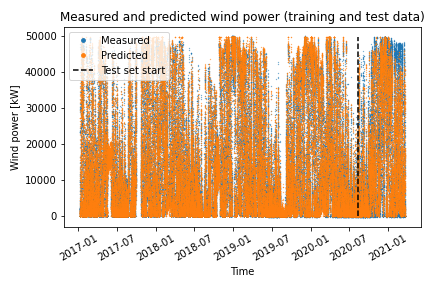 Measured and predicted wind power (training and test data)
Measured
Predicted
Test set start
Wind power [kW]
50000
40000
30000
20000
10000
0
2017-01
2017-07
2018-01
2018-07
2019-01
2019-07
2020-01
2020-07
2021-01
Time